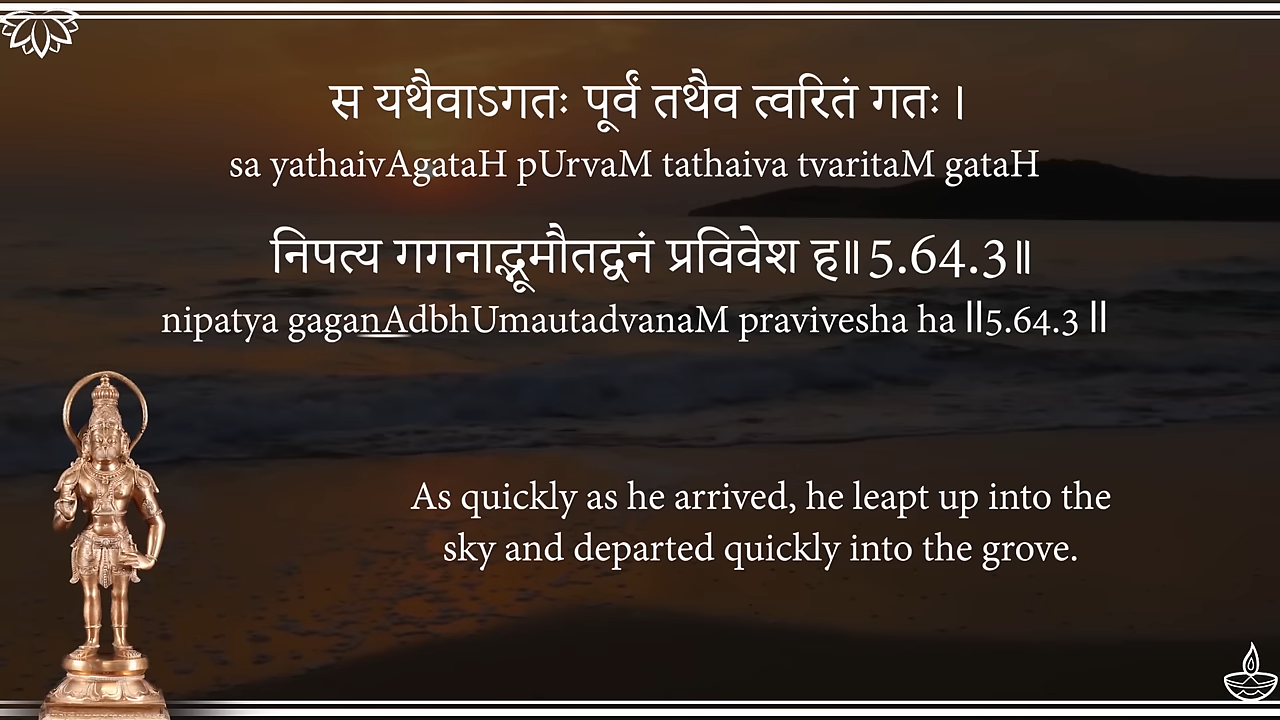 स यथैवाऽगतः पूर्वं तथैव त्वरितं गतः ।
sa yathaivAgataH pUrvaM tathaiva tvaritaM gataH
निपत्य गगनाद्भूमौतद्वनं प्रविवेश ह॥5.64.3॥
nipatya gaganAdbhUmautadvanaM pravivesha ha ॥5.64.3 ॥
As quickly as he arrived, he leapt up into the
sky and departed quickly into the grove.